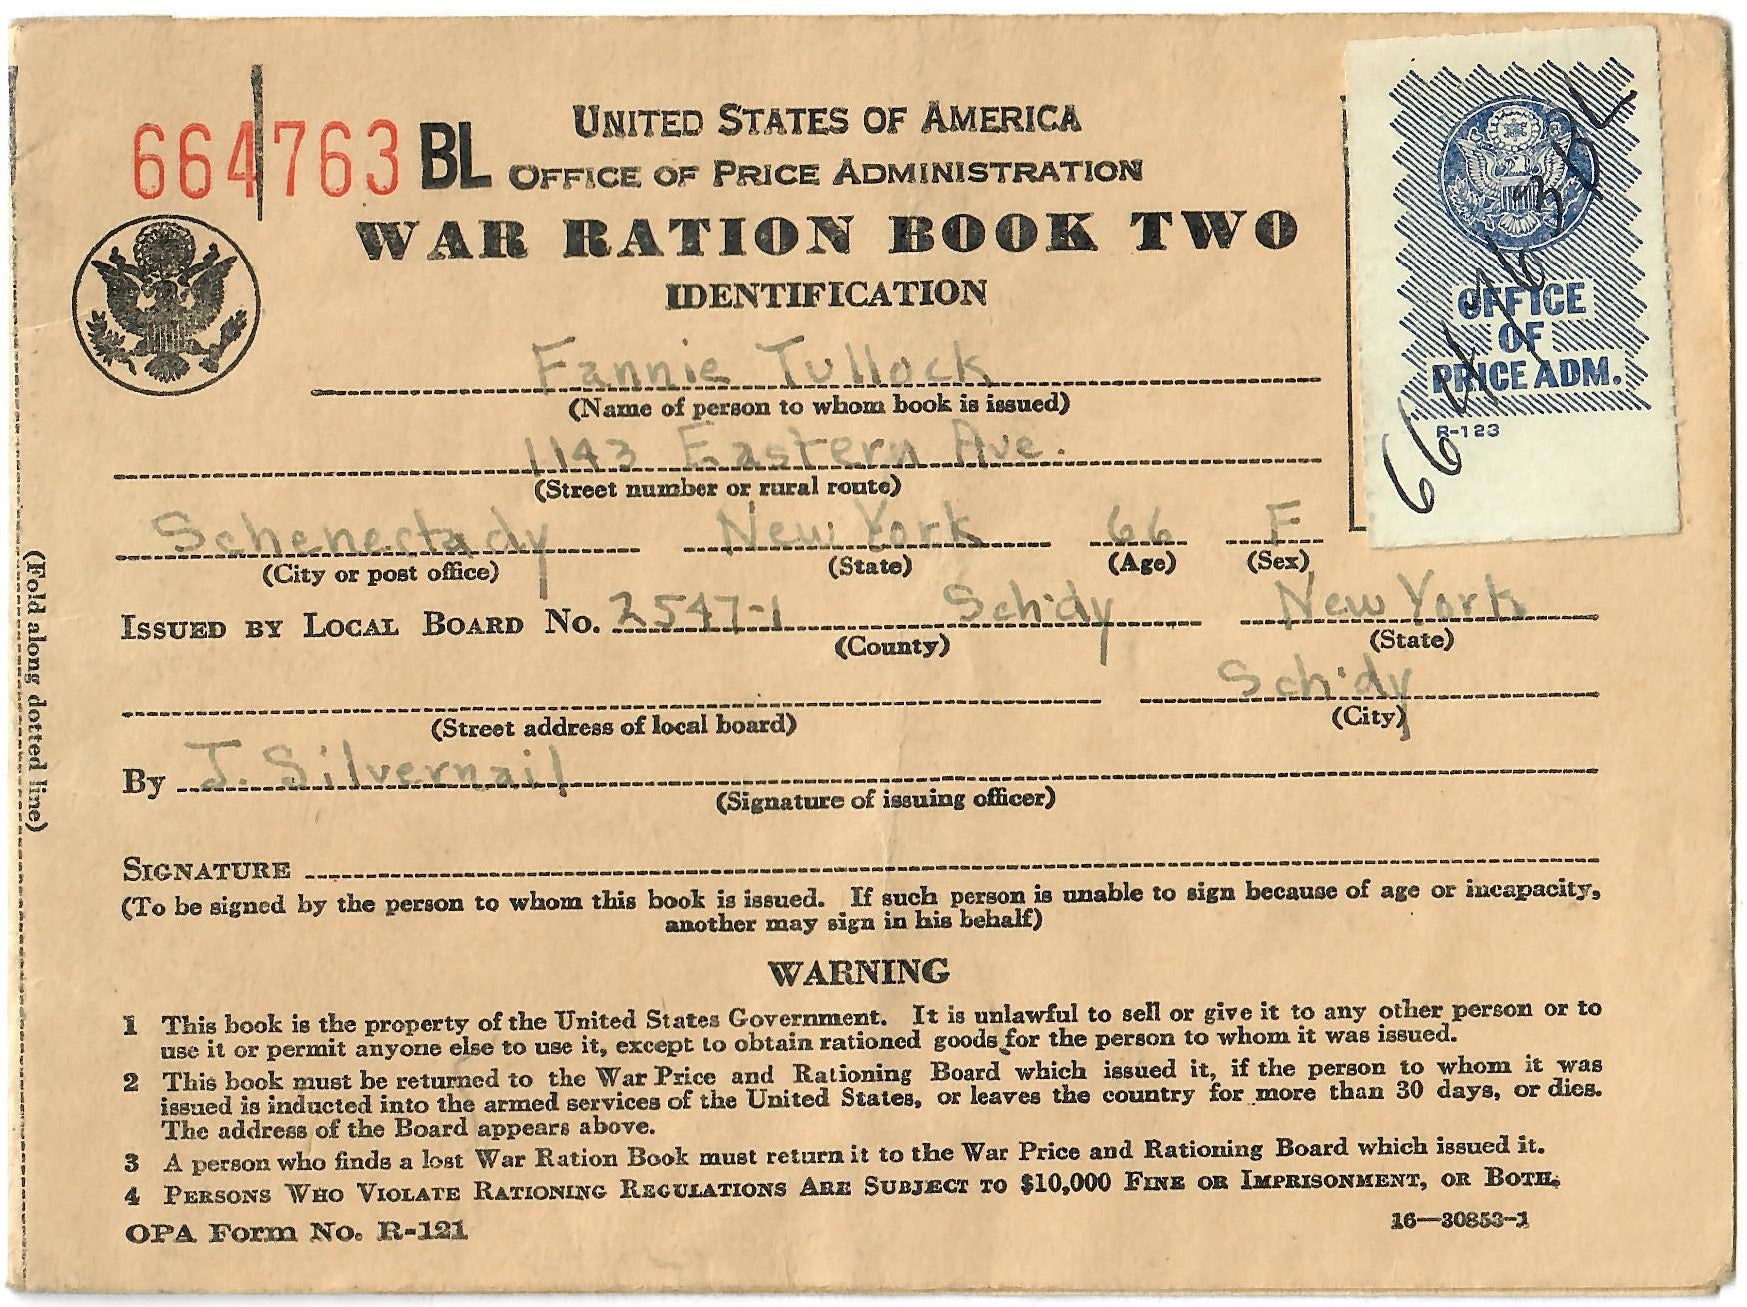 664763 BL
UNITED STATES OF AMERICA
OFFICE OF PRICE ADMINISTRATION
WAR RATION BOOK TWO
IDENTIFICATION
OFFICE
OF
PRICE ADM.
R-123
664763BL
Fannie Tullock
(Name of person to whom book is issued)
1143 Eastern Ave.
(Street number or rural route)
Schenectady New York 66 F
(City or post office) (State) (Age) (Sex)
ISSUED BY LOCAL BOARD No. 2547-1 Sch'dy New York
(County) (State)
Sch'dy
(Street address of local board) (City)
By J. Silvernail
(Signature of issuing officer)
SIGNATURE
(To be signed by the person to whom this book is issued. If such person is unable to sign because of age or incapacity,
another may sign in his behalf)
WARNING
1 This book is the property of the United States Government. It is unlawful to sell or give it to any other person or to
use it or permit anyone else to use it, except to obtain rationed goods for the person to whom it was issued.
2 This book must be returned to the War Price and Rationing Board which issued it, if the person to whom it was
issued is inducted into the armed services of the United States, or leaves the country for more than 30 days, or dies.
The address of the Board appears above.
3 A person who finds a lost War Ration Book must return it to the War Price and Rationing Board which issued it.
4 PERSONS WHO VIOLATE RATIONING REGULATIONS ARE SUBJECT TO $10,000 FINE OR IMPRISONMENT, OR BOTH.
OPA Form No. R-121
16—30853-1
(Fold along dotted line)